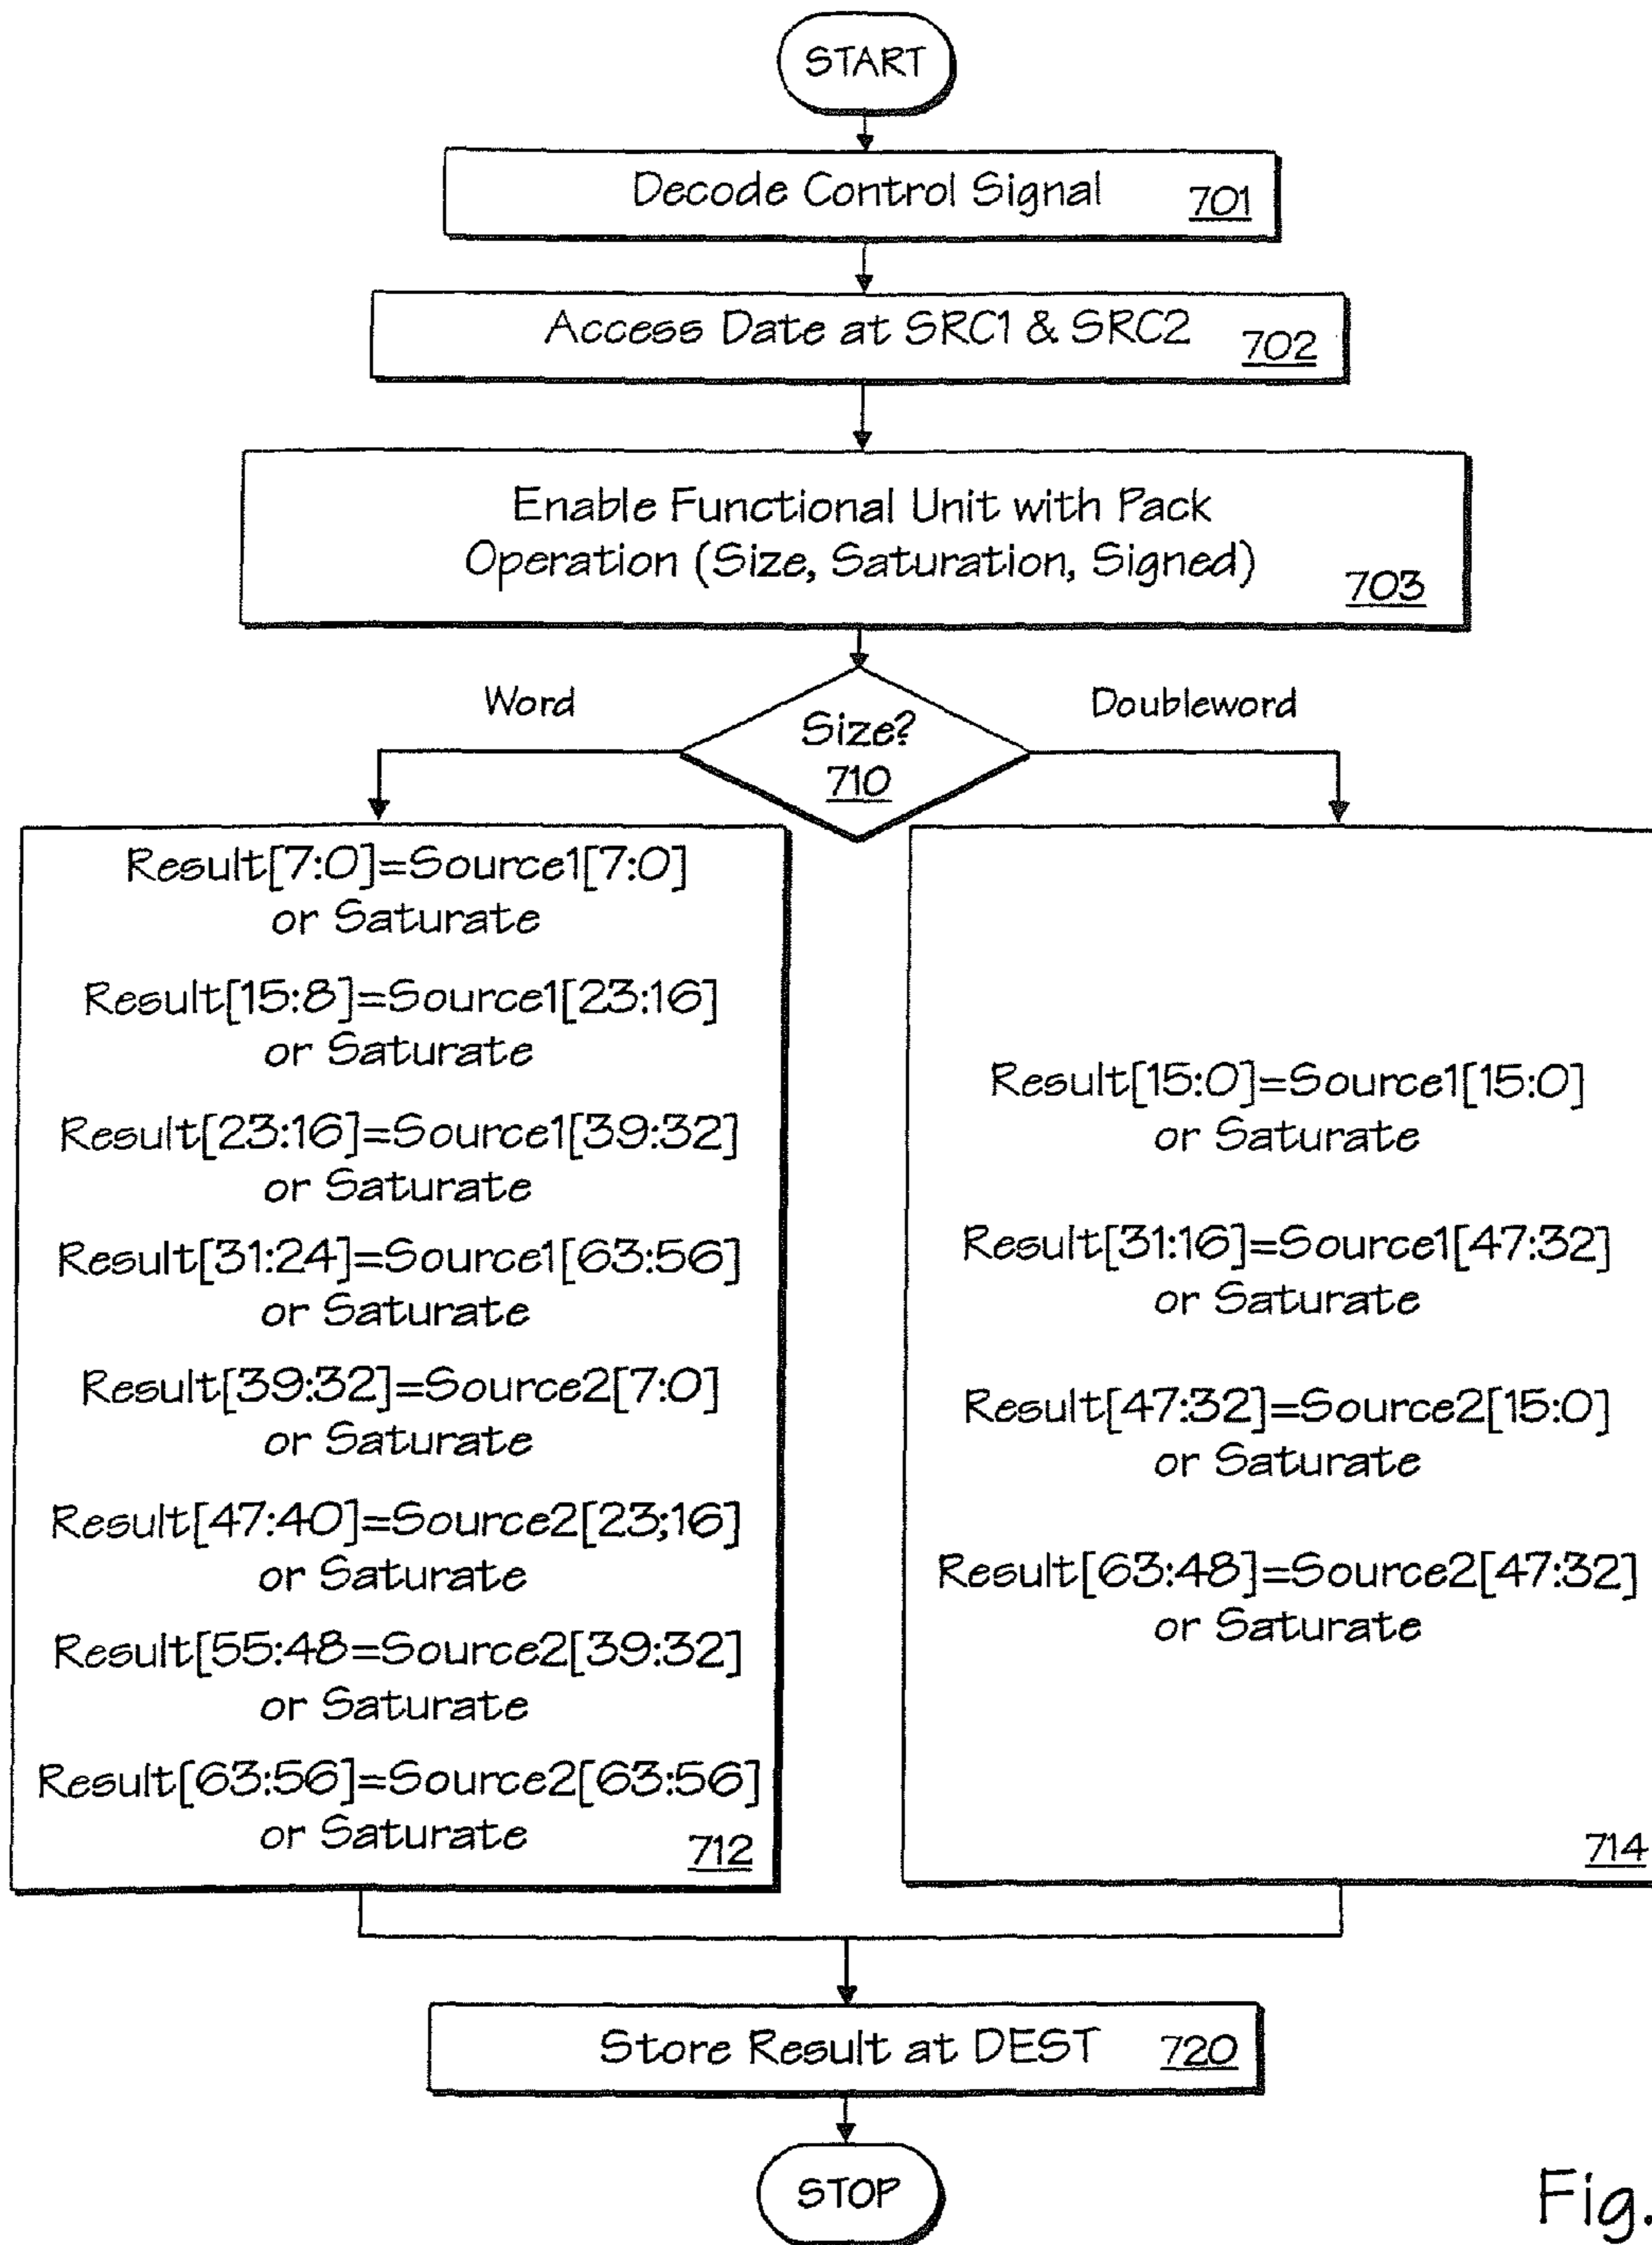 START
Decode Control Signal 701
Access Date at SRC1 & SRC2 702
Enable Functional Unit with Pack
Operation (Size, Saturation, Signed)
703
Word
Size?
710
Doubleword
Result[7:0]=Source1[7:0]
or Saturate
Result[15:8]=Source1[23:16]
or Saturate
Result[23:16]=Source1[39:32]
or Saturate
Result[31:24]=Source1[63:56]
or Saturate
Result[39:32]=Source2[7:0]
or Saturate
Result[47:40]=Source2[23;16]
or Saturate
Result[55:48=Source2[39:32]
or Saturate
Result[63:56]=Source2[63:56]
or Saturate
712
Result[15:0]=Source1[15:0]
or Saturate
Result[31:16]=Source1[47:32]
or Saturate
Result[47:32]=Source2[15:0]
or Saturate
Result[63:48]=Source2[47:32]
or Saturate
714
Store Result at DEST 720
STOP
Fig.